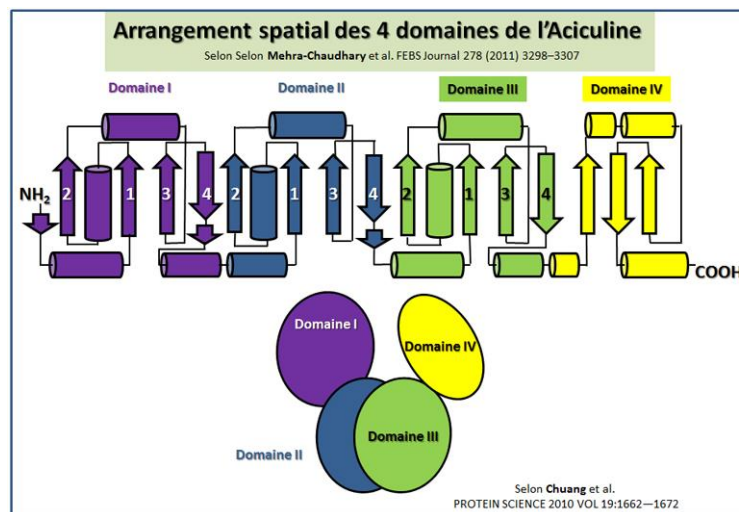 Arrangement spatial des 4 domaines de l'Aciculine
Selon Selon Mehra-Chaudhary et al. FEBS Journal 278 (2011) 3298–3307
Domaine I
Domaine II
Domaine III
Domaine IV
NH2
2
1
3
4
2
1
3
4
2
1
3
4
COOH
Domaine I
Domaine IV
Domaine III
Domaine II
Selon Chuang et al.
PROTEIN SCIENCE 2010 VOL 19:1662—1672